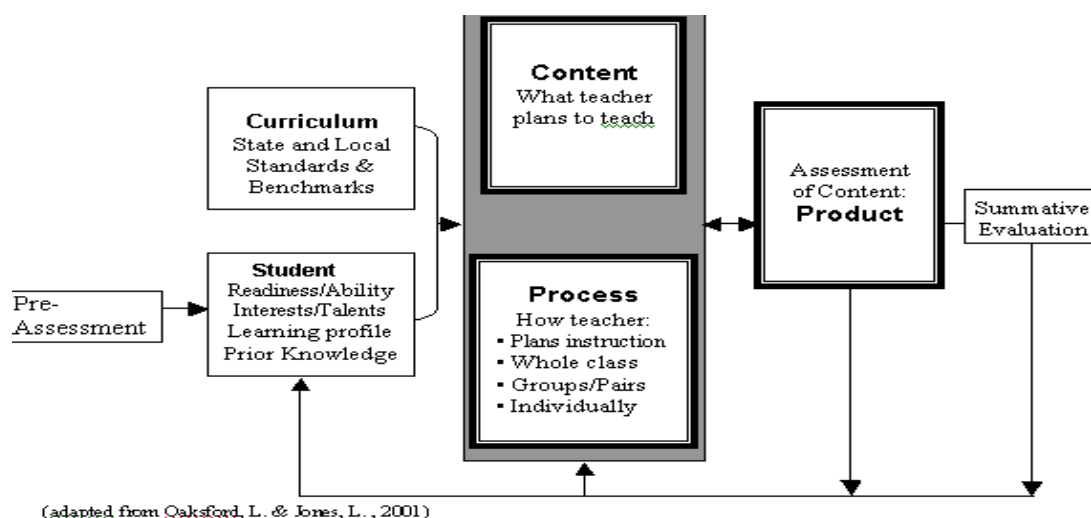 Curriculum
State and Local
Standards &
Benchmarks
Pre-
Assessment
Student
Readiness/Ability
Interests/Talents
Learning profile
Prior Knowledge
Content
What teacher
plans to teach
Process
How teacher:
▪ Plans instruction
▪ Whole class
▪ Groups/Pairs
▪ Individually
Assessment
of Content:
Product
Summative
Evaluation
(adapted from Oaksford, L. & Jones, L., 2001)